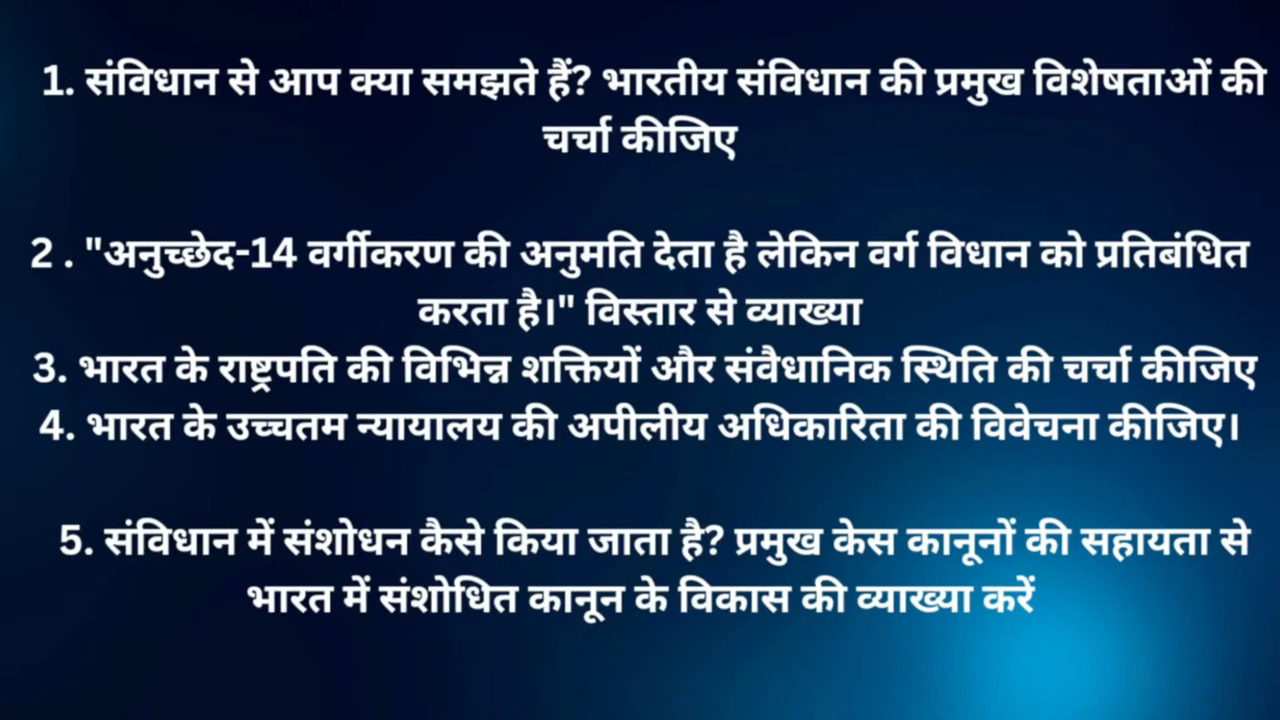 1. संविधान से आप क्या समझते हैं? भारतीय संविधान की प्रमुख विशेषताओं की
चर्चा कीजिए
2 . "अनुच्छेद-14 वर्गीकरण की अनुमति देता है लेकिन वर्ग विधान को प्रतिबंधित
करता है।" विस्तार से व्याख्या
3. भारत के राष्ट्रपति की विभिन्न शक्तियों और संवैधानिक स्थिति की चर्चा कीजिए
4. भारत के उच्चतम न्यायालय की अपीलीय अधिकारिता की विवेचना कीजिए।
5. संविधान में संशोधन कैसे किया जाता है? प्रमुख केस कानूनों की सहायता से
भारत में संशोधित कानून के विकास की व्याख्या करें